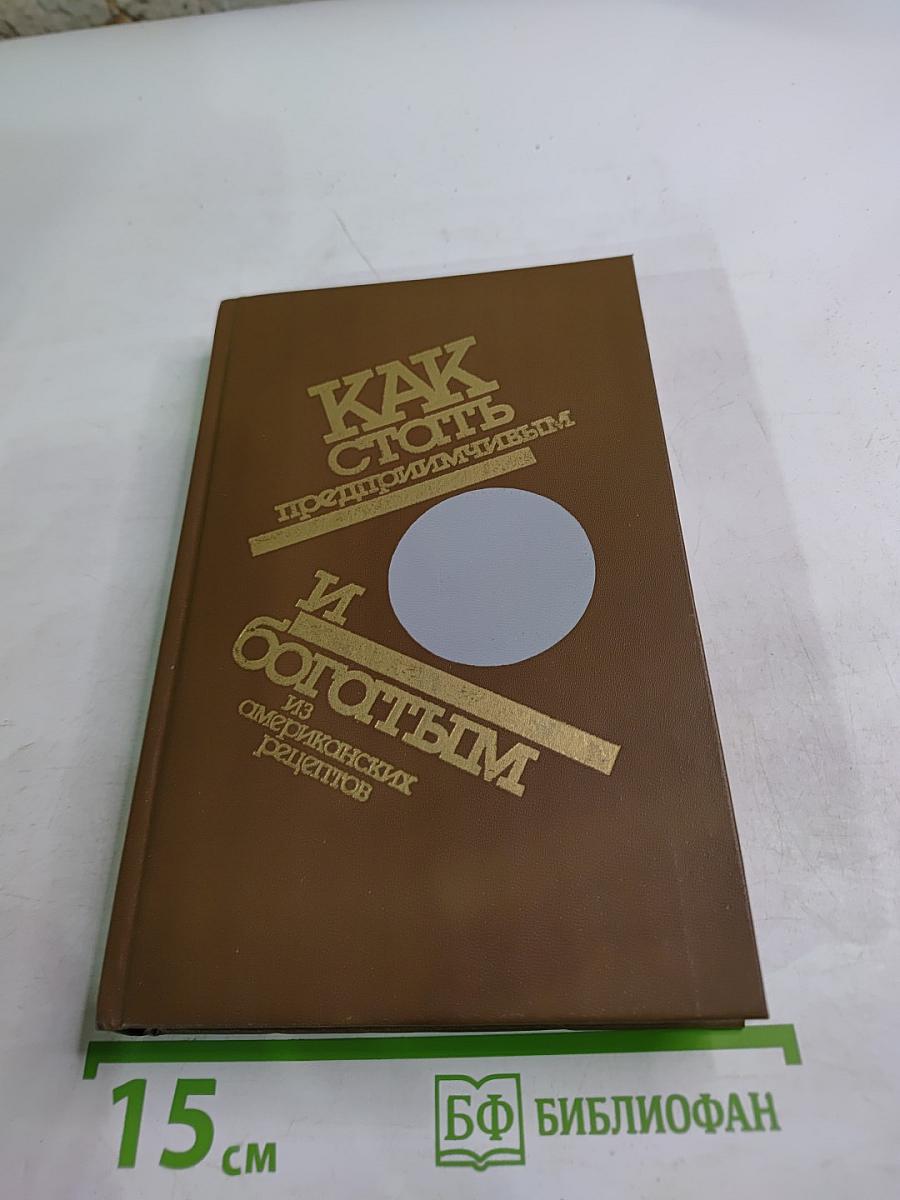 КАК
стать
предприимчивым
И
богатым
из
американских
рецептов
15 см
БФ БИБЛИОФАН